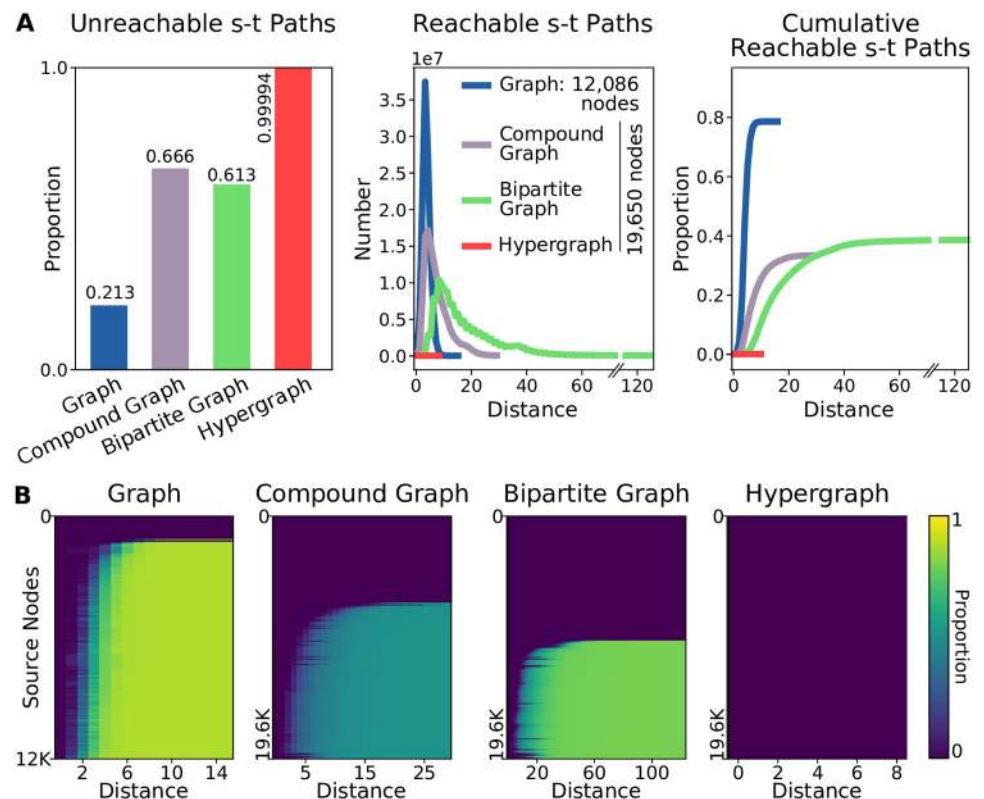 A
Unreachable s-t Paths
1.0
0.0
Proportion
0.213
0.666
0.613
0.99994
Graph
Compound Graph
Bipartite Graph
Hypergraph
Reachable s-t Paths
1e7
3.5
3.0
2.5
2.0
1.5
1.0
0.5
0.0
Number
Graph: 12,086
nodes
Compound
Graph
Bipartite
Graph
Hypergraph
19,650 nodes
0 20 40 60 // 120
Distance
Cumulative
Reachable s-t Paths
0.8
0.6
0.4
0.2
0.0
Proportion
0 20 40 60 // 120
Distance
B
Graph
0
12K
Source Nodes
2 6 10 14
Distance
Compound Graph
0
19.6K
5 15 25
Distance
Bipartite Graph
0
19.6K
20 60 100
Distance
Hypergraph
0
19.6K
0 2 4 6 8
Distance
1
0
Proportion